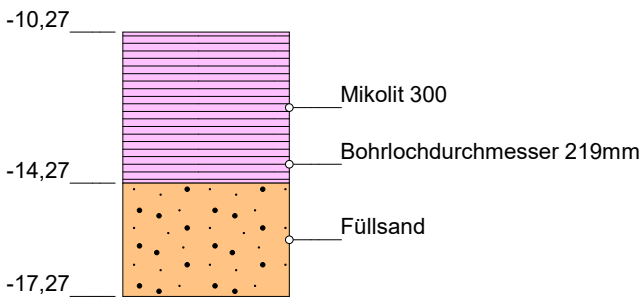 -10,27
Mikolit 300
Bohrlochdurchmesser 219mm
-14,27
Füllsand
-17,27